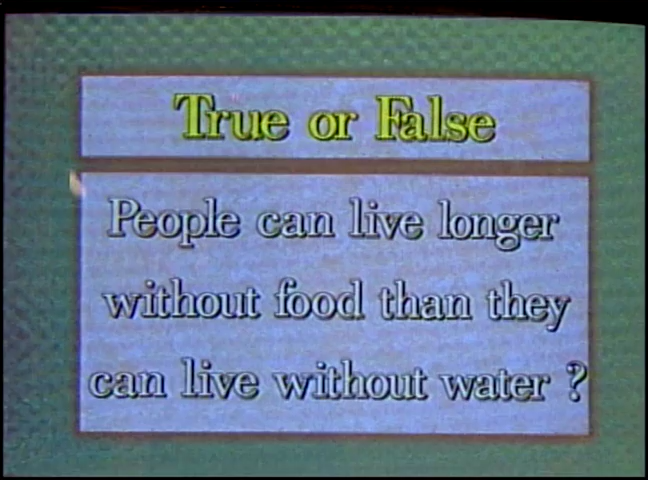 True or False
People can live longer
without food than they
can live without water ?